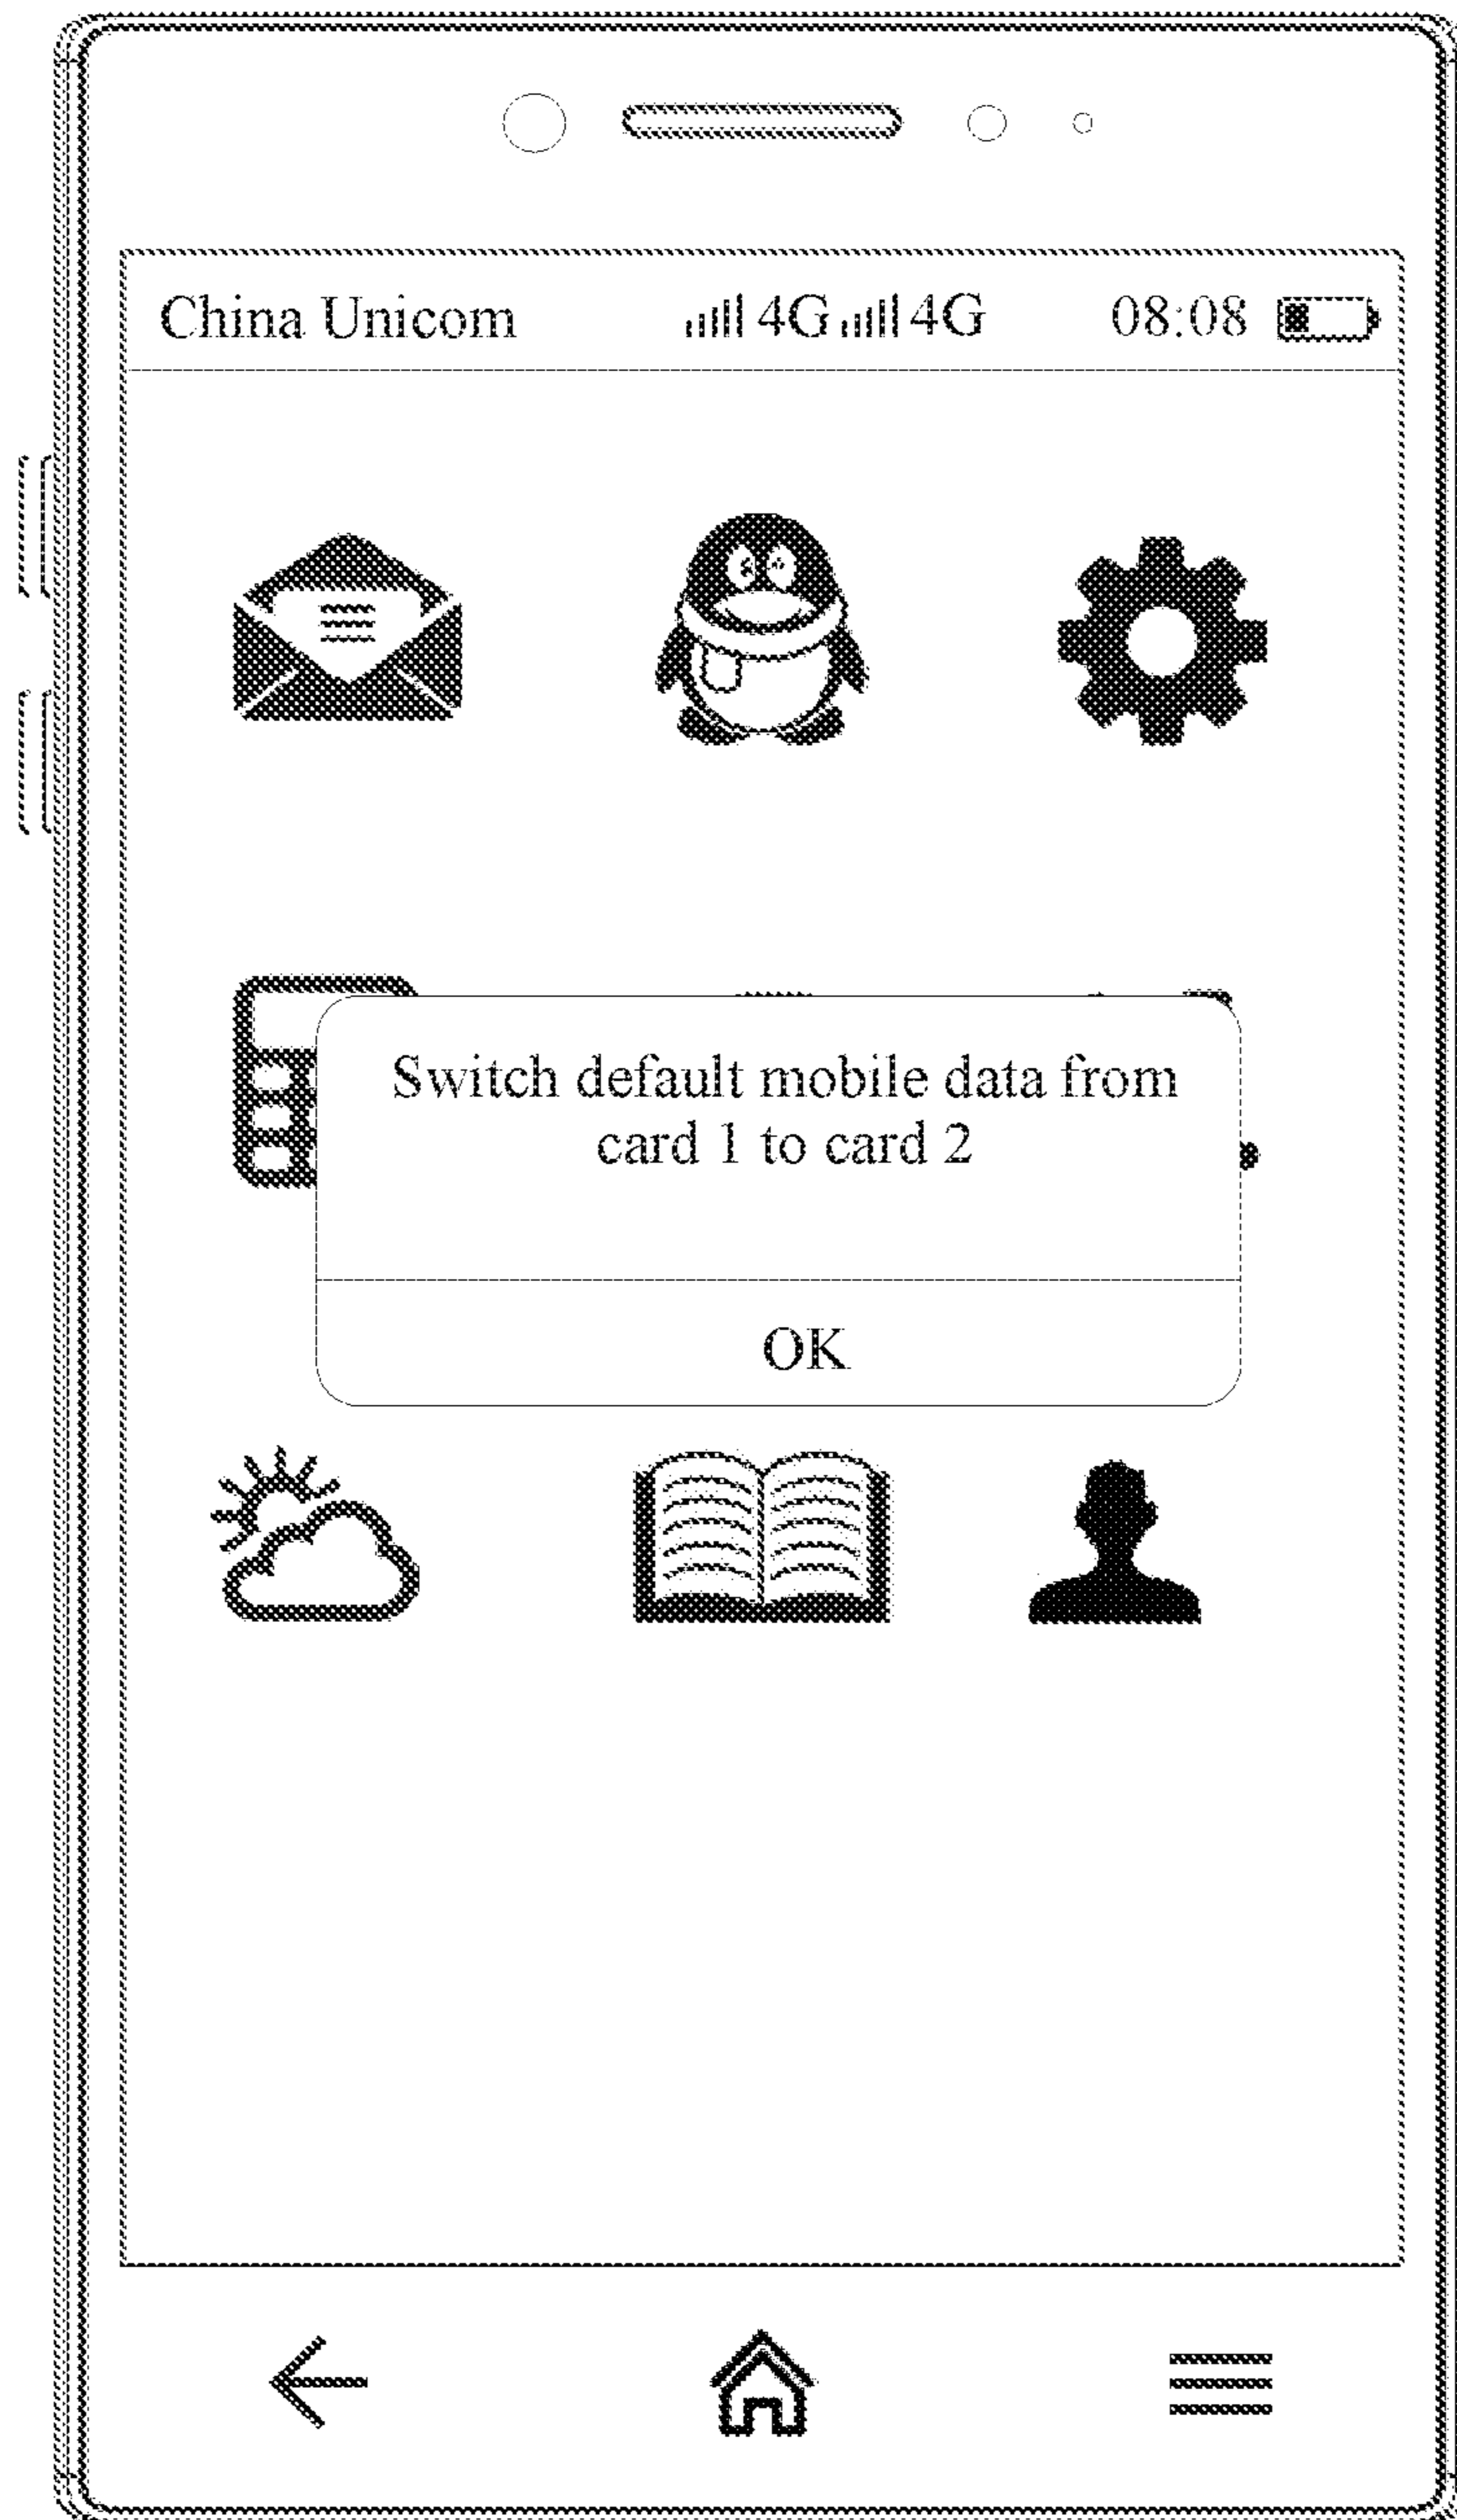 China Unicom 4G 4G 08:08
Switch default mobile data from
card 1 to card 2
OK